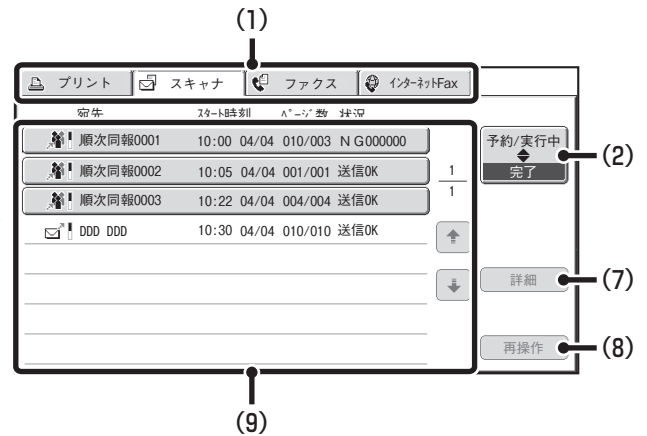 (1)
プリント スキャナ ファクス インターネットFax
宛先 スタート時刻 ページ数 状況
順次同報0001 10:00 04/04 010/003 NG000000
順次同報0002 10:05 04/04 001/001 送信OK
順次同報0003 10:22 04/04 004/004 送信OK
DDD DDD 10:30 04/04 010/010 送信OK
1
1
予約/実行中
完了
(2)
詳細
(7)
再操作
(8)
(9)